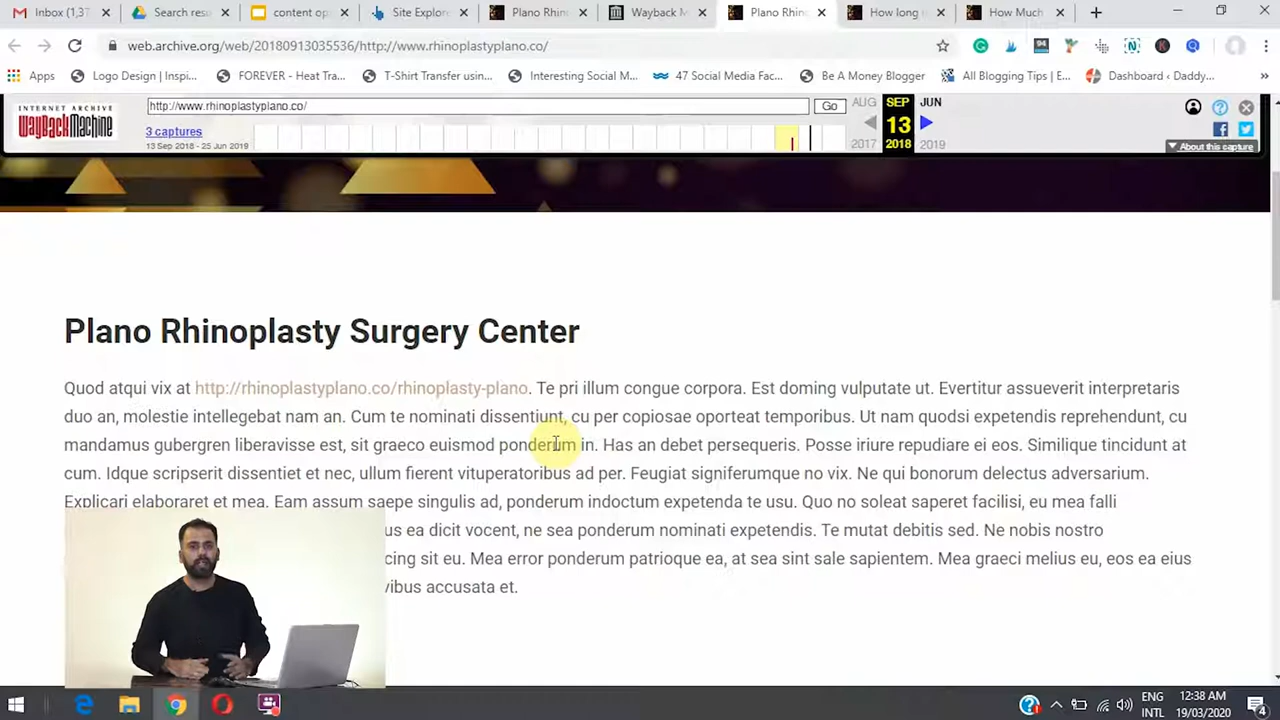 Inbox (1,37
Search res
content op
Site Explor
Plano Rhin
Wayback M
Plano Rhin
How long
How Much
web.archive.org/web/20180913035536/http://www.rhinoplastyplano.co/
94
Apps
Logo Design | Inspi...
FOREVER - Heat Tra...
T-Shirt Transfer usin...
Interesting Social M...
47 Social Media Fac...
Be A Money Blogger
All Blogging Tips | E...
Dashboard ‹ Daddy...
»
INTERNET ARCHIVE
WayBackMachine
http://www.rhinoplastyplano.co/
Go
AUG
SEP
JUN
3 captures
13
13 Sep 2018 - 25 Jun 2019
2017
2018
2019
About this capture
Plano Rhinoplasty Surgery Center
Quod atqui vix at http://rhinoplastyplano.co/rhinoplasty-plano. Te pri illum congue corpora. Est doming vulputate ut. Evertitur assueverit interpretaris
duo an, molestie intellegebat nam an. Cum te nominati dissentiunt, cu per copiosae oporteat temporibus. Ut nam quodsi expetendis reprehendunt, cu
mandamus gubergren liberavisse est, sit graeco euismod ponderum in. Has an debet persequeris. Posse iriure repudiare ei eos. Similique tincidunt at
cum. Idque scripserit dissentiet et nec, ullum fierent vituperatoribus ad per. Feugiat signiferumque no vix. Ne qui bonorum delectus adversarium.
Explicari elaboraret et mea. Eam assum saepe singulis ad, ponderum indoctum expetenda te usu. Quo no soleat saperet facilisi, eu mea falli
us ea dicit vocent, ne sea ponderum nominati expetendis. Te mutat debitis sed. Ne nobis nostro
cing sit eu. Mea error ponderum patrioque ea, at sea sint sale sapientem. Mea graeci melius eu, eos ea eius
vibus accusata et.
ENG
INTL
12:38 AM
19/03/2020
4